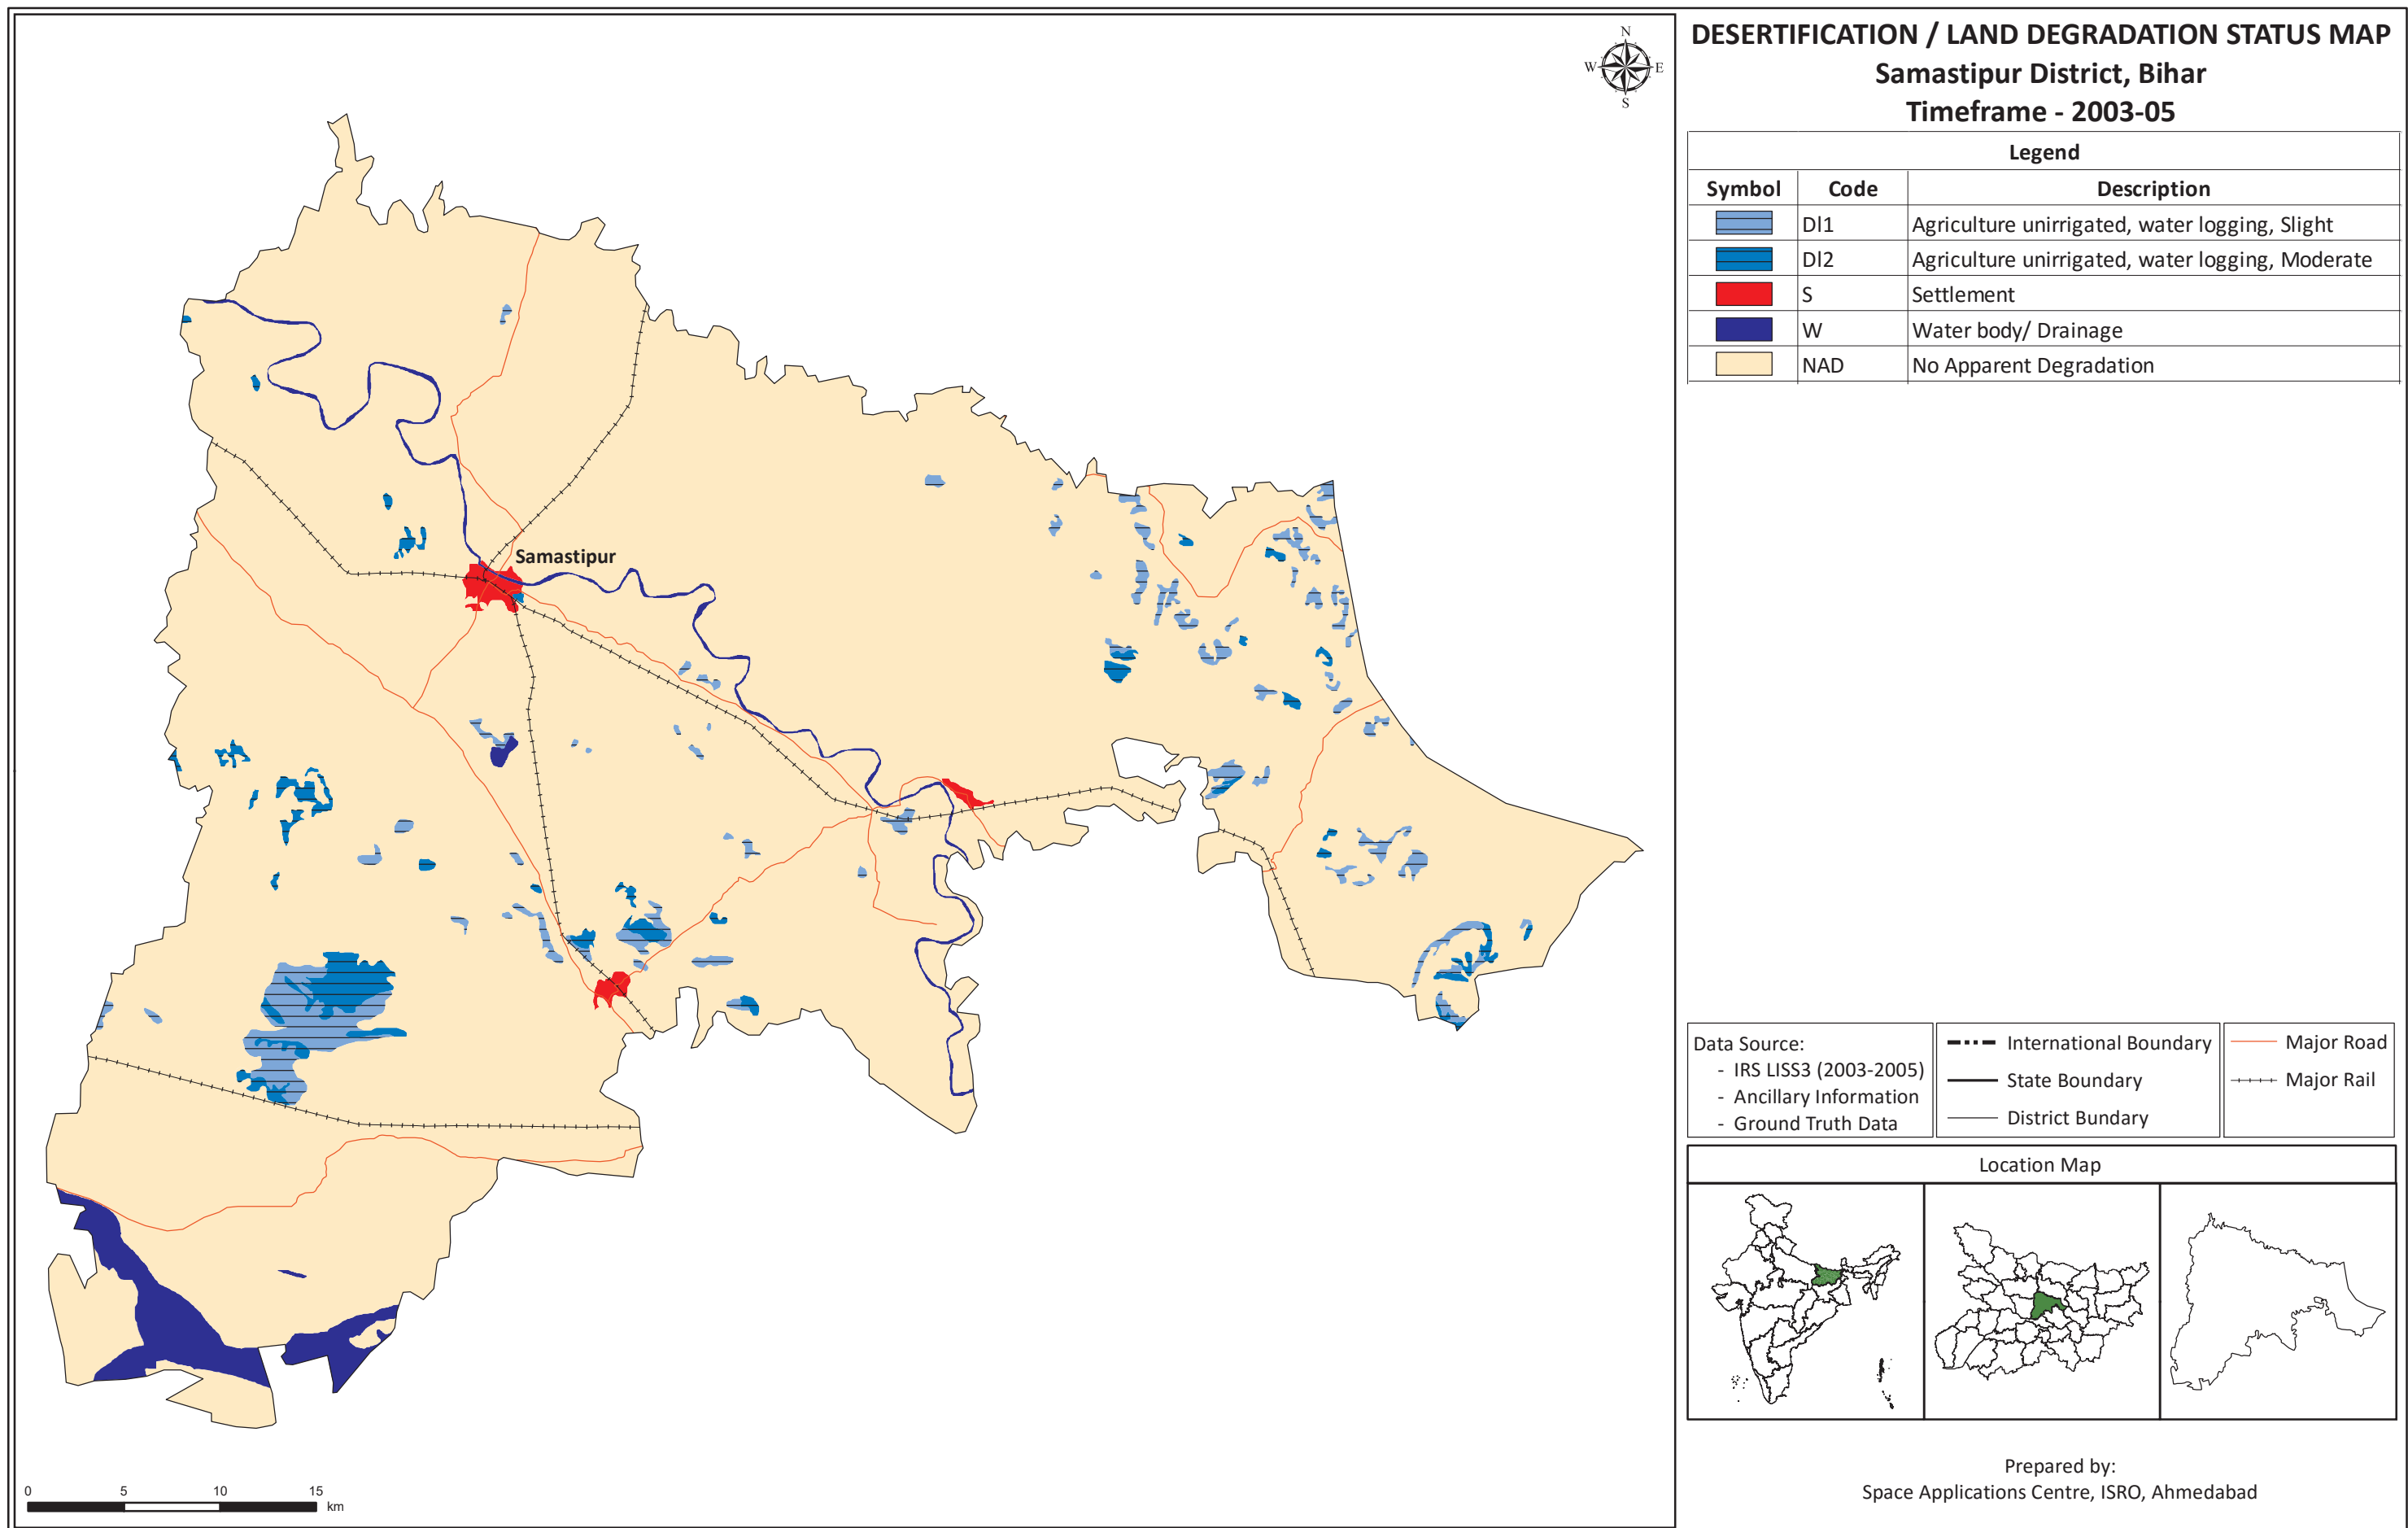 DESERTIFICATION / LAND DEGRADATION STATUS MAP
Samastipur District, Bihar
Timeframe - 2003-05
Legend
Symbol Code Description
Dl1 Agriculture unirrigated, water logging, Slight
Dl2 Agriculture unirrigated, water logging, Moderate
S Settlement
W Water body/ Drainage
NAD No Apparent Degradation
N
W E
S
Samastipur
0 5 10 15
km
Data Source:
- IRS LISS3 (2003-2005)
- Ancillary Information
- Ground Truth Data
International Boundary
State Boundary
District Bundary
Major Road
Major Rail
Location Map
Prepared by:
Space Applications Centre, ISRO, Ahmedabad